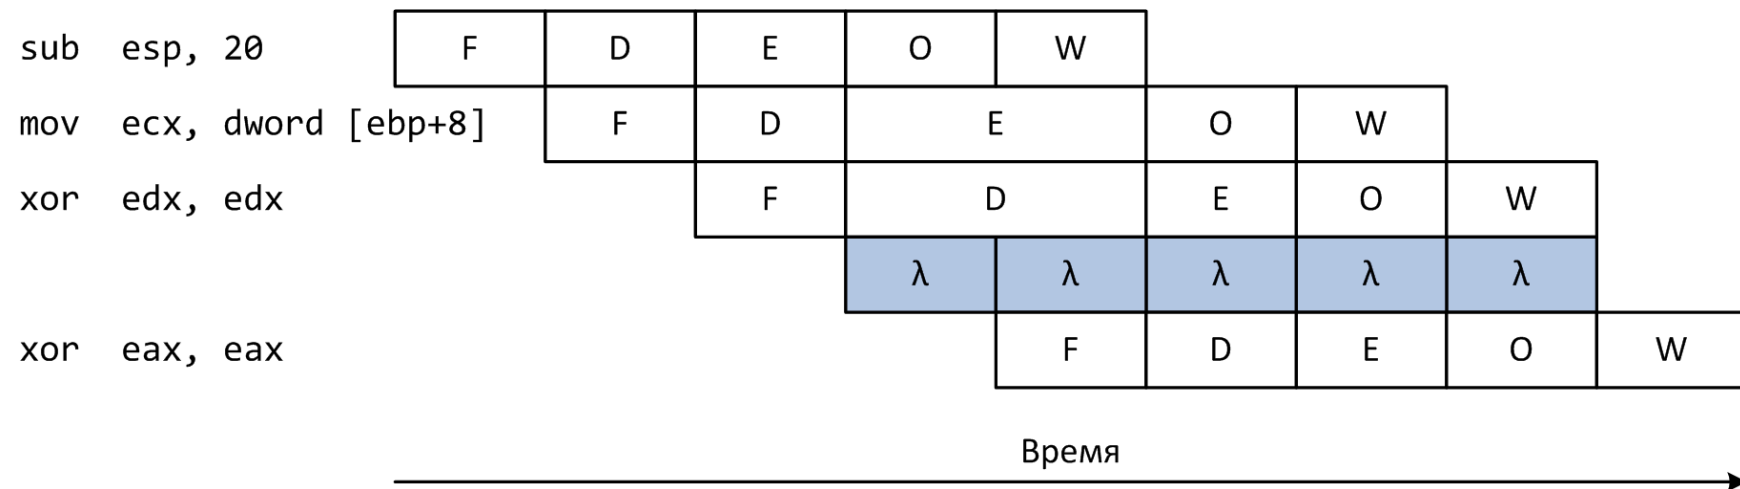 sub esp, 20 F D E O W
mov ecx, dword [ebp+8] F D E O W
xor edx, edx F D E O W
λ λ λ λ λ
xor eax, eax F D E O W
Время